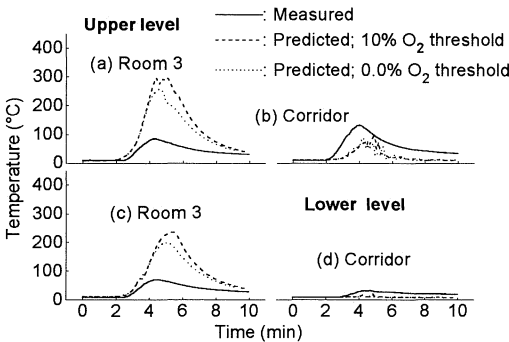 Upper level
: Measured
: Predicted; 10% O₂ threshold
: Predicted; 0.0% O₂ threshold
(a) Room 3
(b) Corridor
Temperature (°C)
400
300
200
100
0
(c) Room 3
Lower level
(d) Corridor
400
300
200
100
0
0 2 4 6 8 10
0 2 4 6 8 10
Time (min)